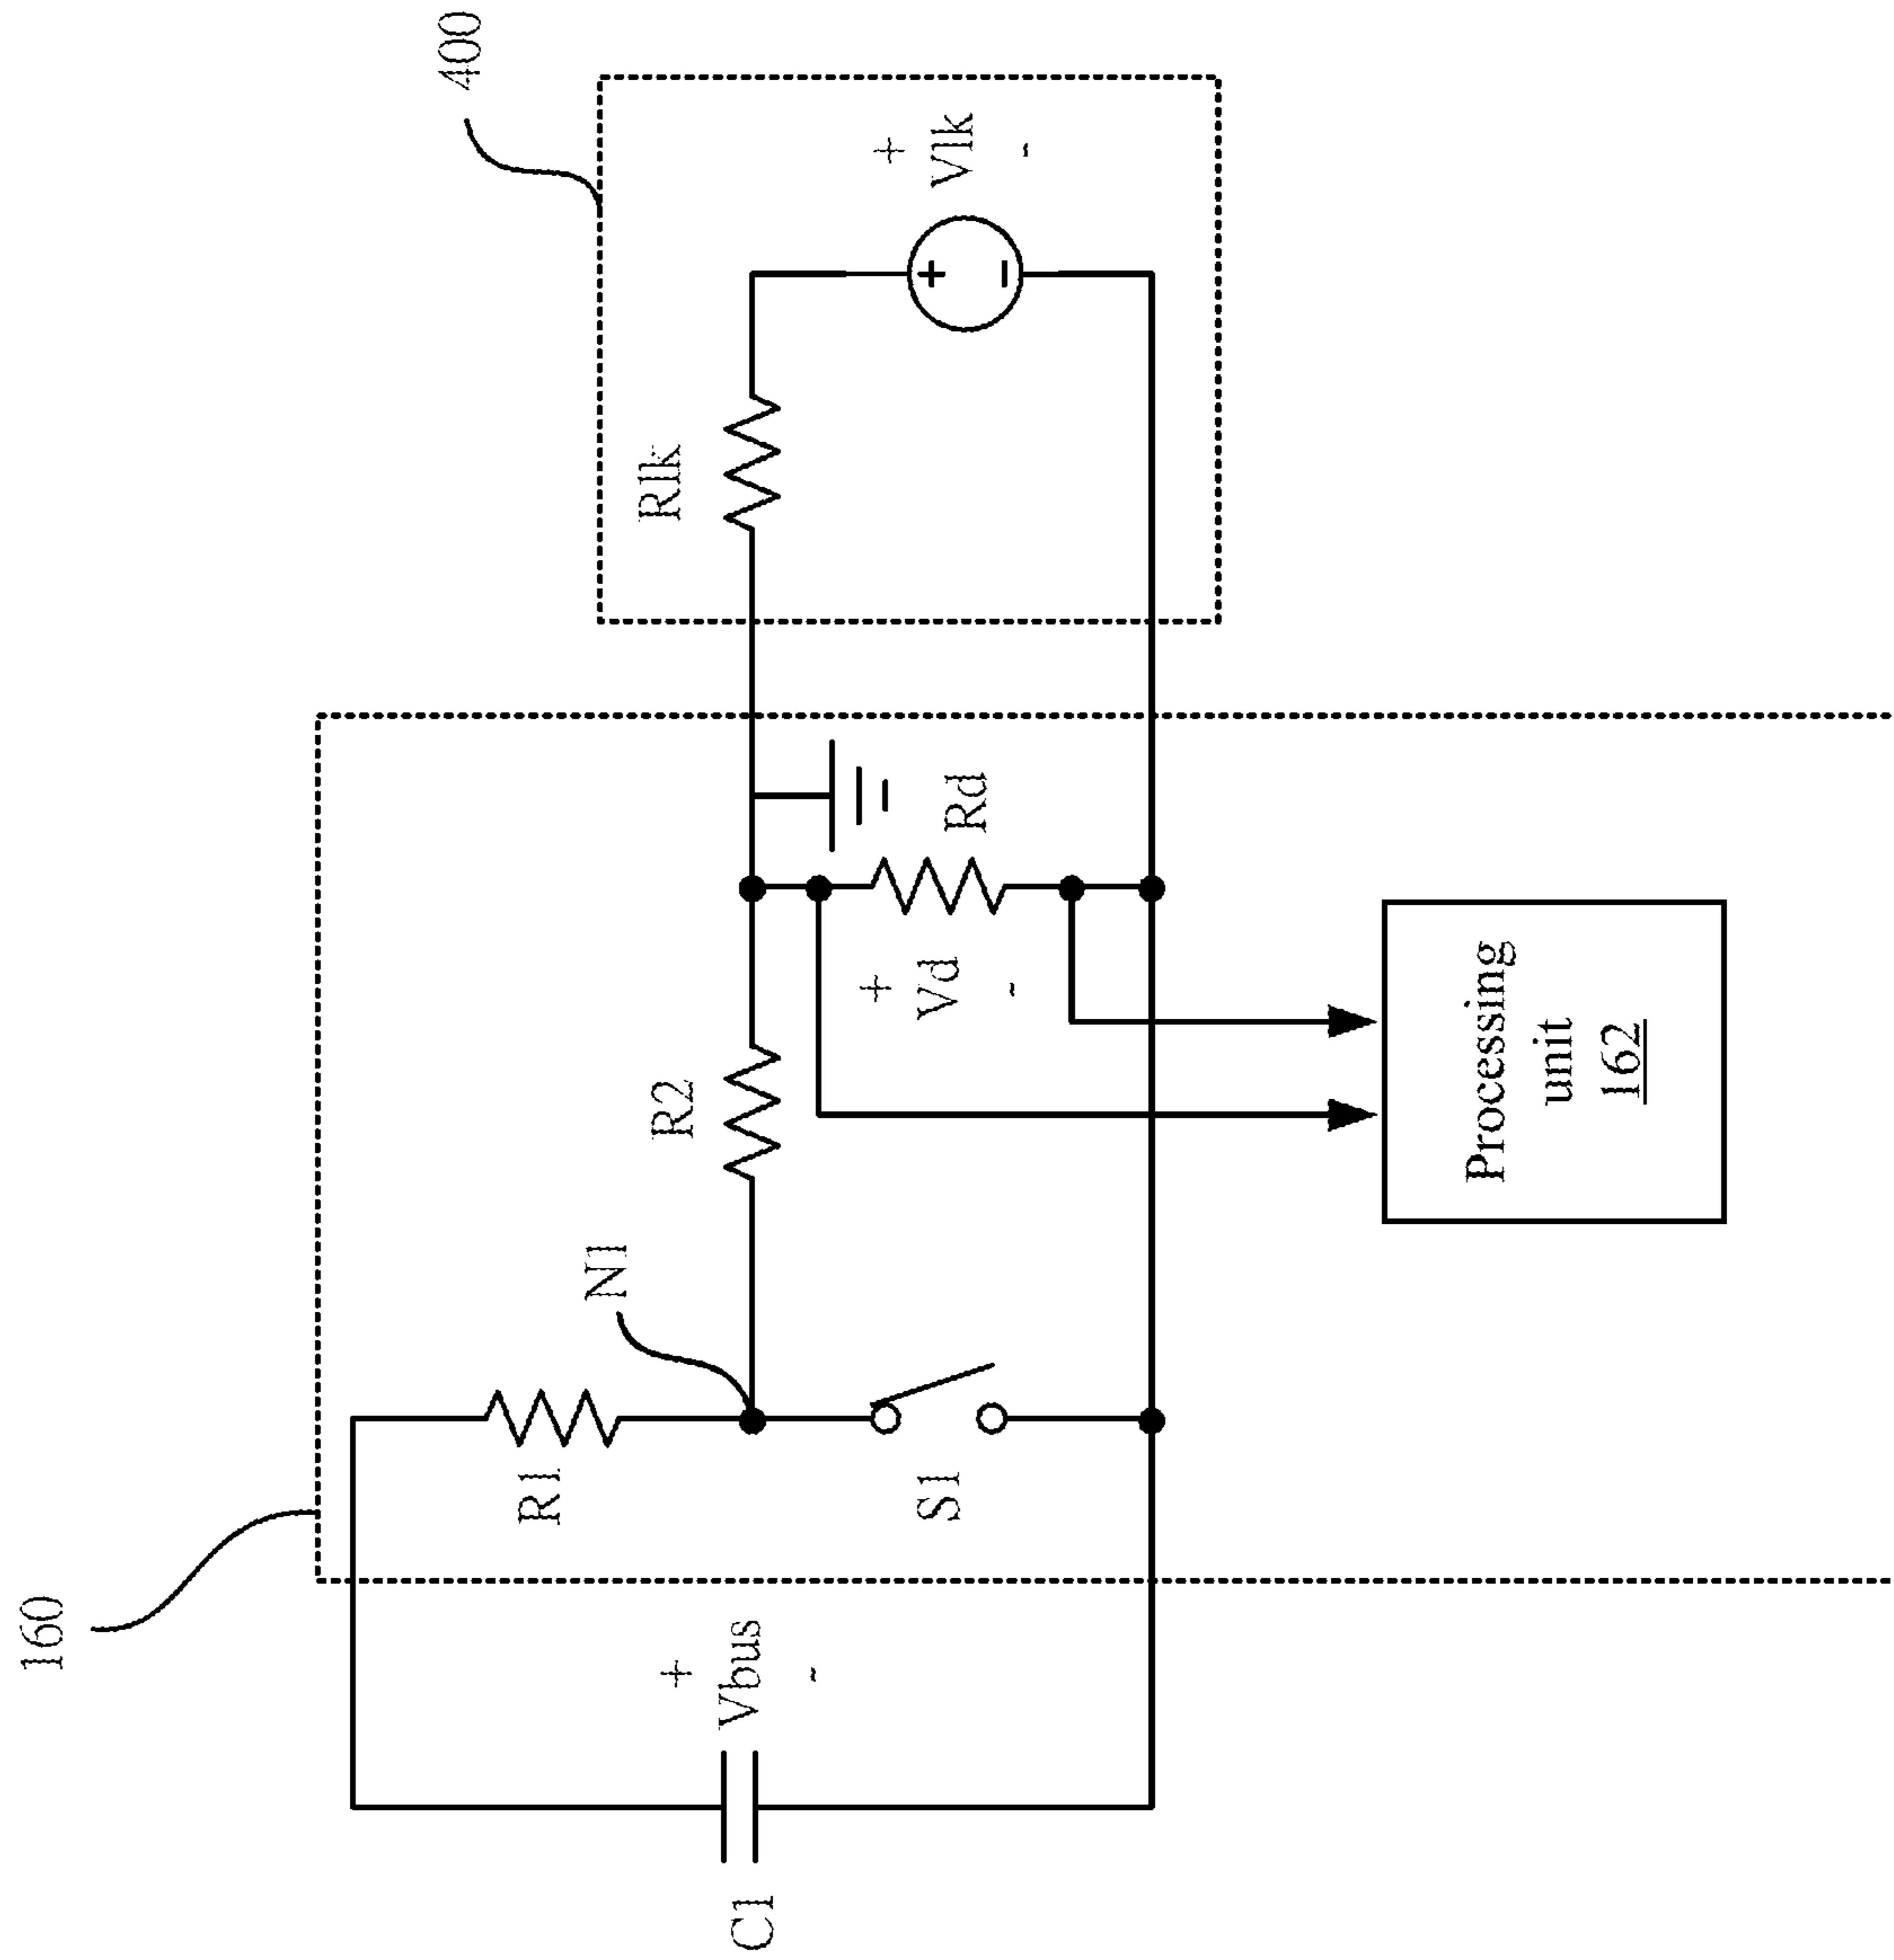 400
+
Vlk
-
+
-
Rlk
Rd
+
Vd
-
R2
N1
R1
S1
160
+
Vbus
-
C1
Processing
unit
162